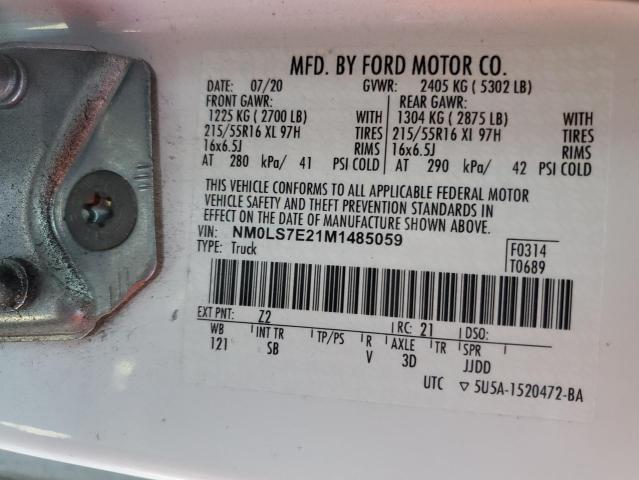 MFD. BY FORD MOTOR CO.
DATE: 07/20 GVWR: 2405 KG ( 5302 LB)
FRONT GAWR: REAR GAWR:
1225 KG ( 2700 LB) WITH 1304 KG ( 2875 LB) WITH
215/55R16 XL 97H TIRES 215/55R16 XL 97H TIRES
16x6.5J RIMS 16x6.5J RIMS
AT 280 kPa/ 41 PSI COLD AT 290 kPa/ 42 PSI COLD
THIS VEHICLE CONFORMS TO ALL APPLICABLE FEDERAL MOTOR
VEHICLE SAFETY AND THEFT PREVENTION STANDARDS IN
EFFECT ON THE DATE OF MANUFACTURE SHOWN ABOVE.
VIN: NM0LS7E21M1485059 F0314
TYPE: Truck T0689
EXT PNT: Z2 RC: 21 DSO:
WB INT TR TP/PS R AXLE TR SPR
121 SB V 3D JJDD
UTC ▽ 5U5A-1520472-BA